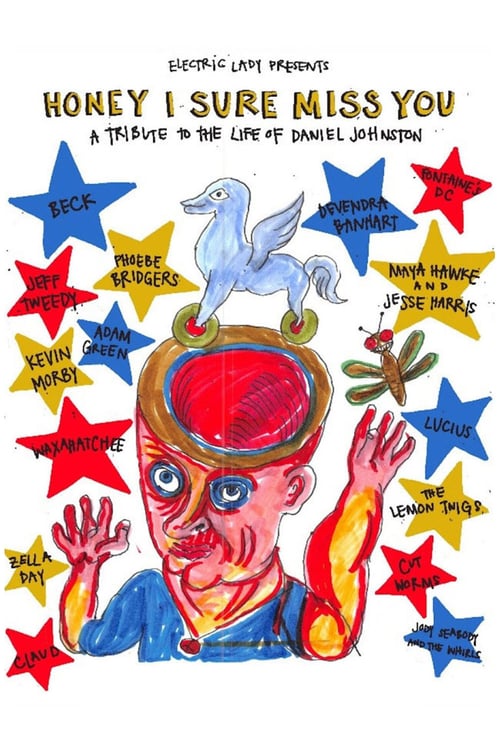 ELECTRIC LADY PRESENTS
HONEY I SURE MISS YOU
A TRIBUTE TO THE LIFE OF DANIEL JOHNSTON
BECK
DEVENDRA
BANHART
FONTAINE'S
DC
PHOEBE
BRIDGERS
JEFF
TWEEDY
MAYA HAWKE
AND
JESSE HARRIS
ADAM
GREEN
KEVIN
MORBY
WAXAHATCHEE
LUCIUS
THE
LEMON TWIGS
ZELLA
DAY
CUT
WORMS
CLAUD
JODY SEABODY
AND THE WHIRLS